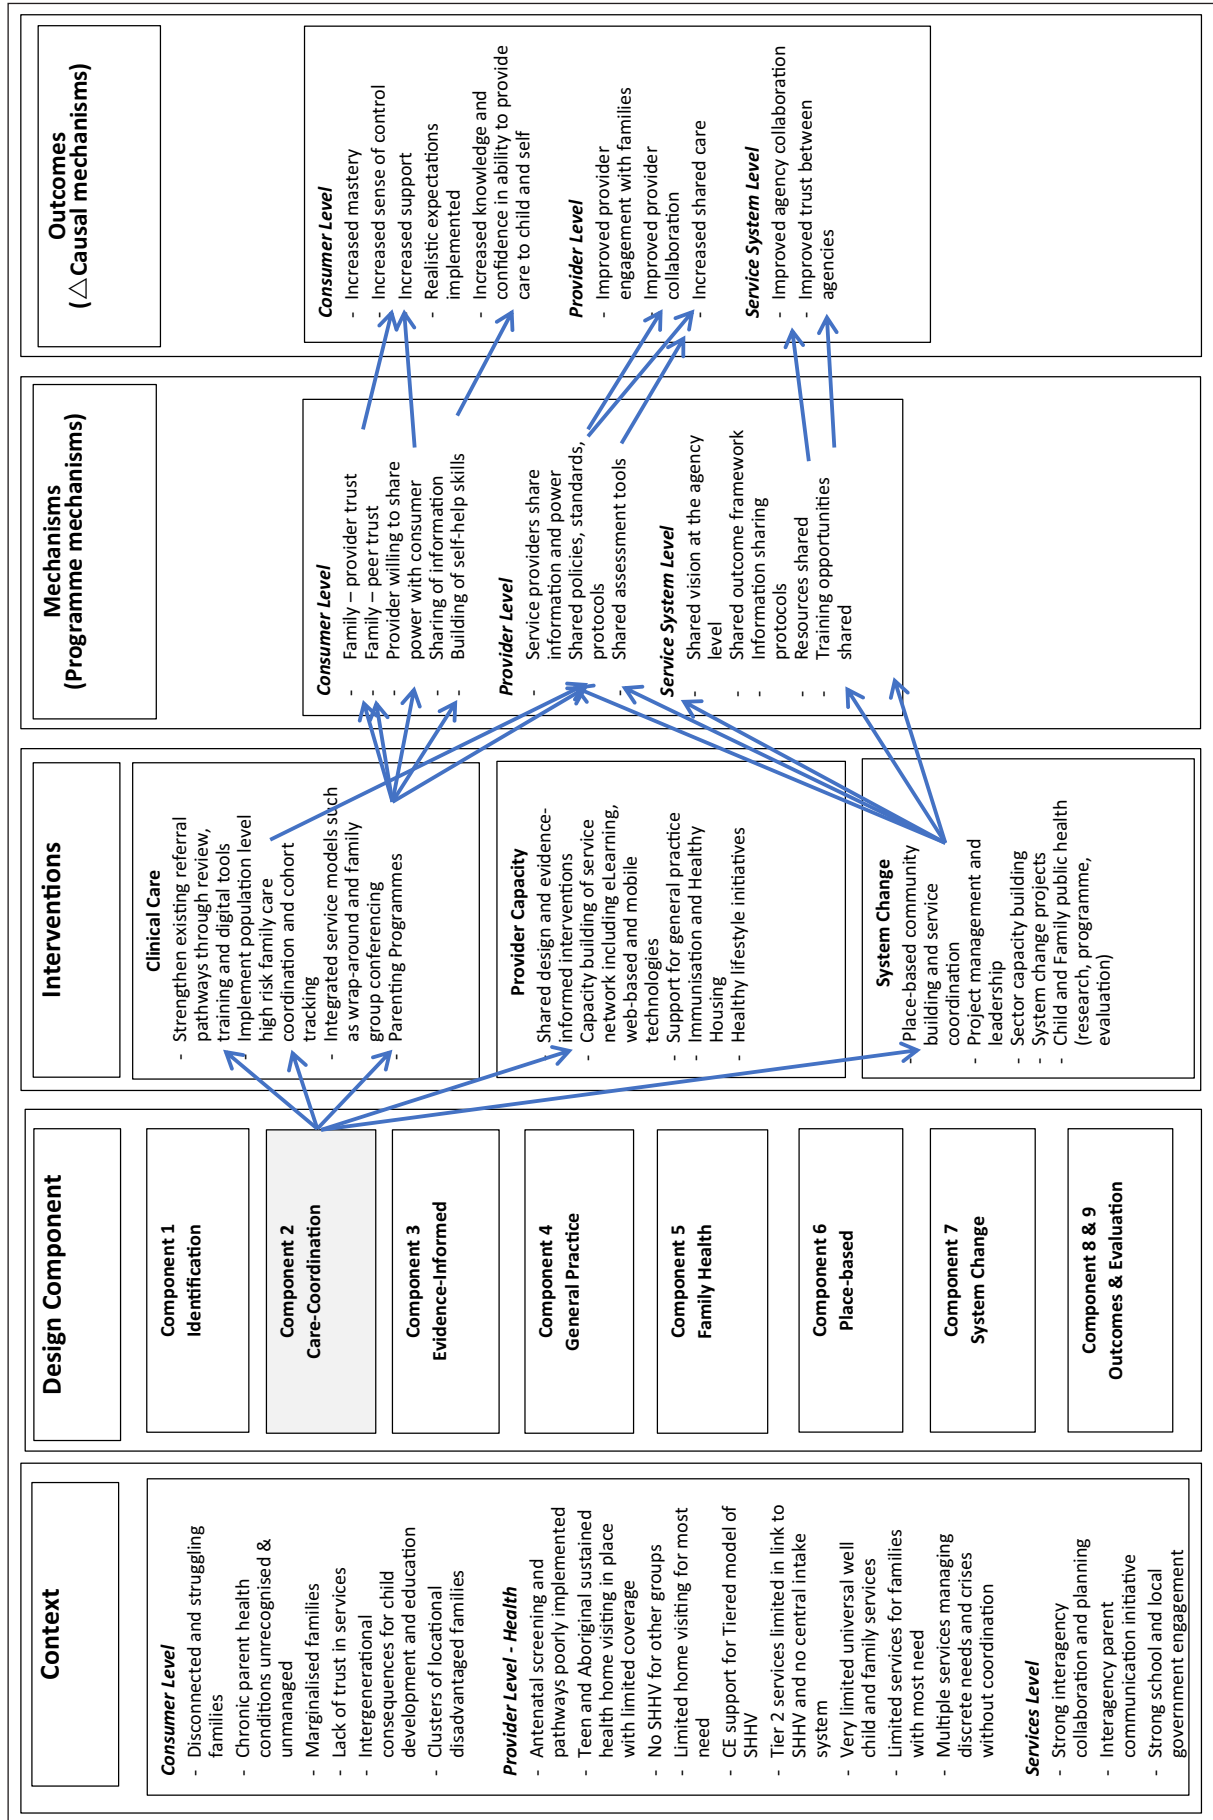 Context
Consumer Level
- Disconnected and struggling
families
- Chronic parent health
conditions unrecognised &
unmanaged
- Marginalised families
- Lack of trust in services
- Intergenerational
consequences for child
development and education
- Clusters of locational
disadvantaged families
Provider Level - Health
- Antenatal screening and
pathways poorly implemented
- Teen and Aboriginal sustained
health home visiting in place
with limited coverage
- No SHHV for other groups
- Limited home visiting for most
need
- CE support for Tiered model of
SHHV
- Tier 2 services limited in link to
SHHV and no central intake
system
- Very limited universal well
child and family services
- Limited services for families
with most need
- Multiple services managing
discrete needs and crises
without coordination
Services Level
- Strong interagency
collaboration and planning
- Interagency parent
communication initiative
- Strong school and local
government engagement
Design Component
Component 1
Identification
Component 2
Care-Coordination
Component 3
Evidence-Informed
Component 4
General Practice
Component 5
Family Health
Component 6
Place-based
Component 7
System Change
Component 8 & 9
Outcomes & Evaluation
Interventions
Clinical Care
- Strengthen existing referral
pathways through review,
training and digital tools
- Implement population level
high risk family care
coordination and cohort
tracking
- Integrated service models such
as wrap-around and family
group conferencing
- Parenting Programmes
Provider Capacity
- Shared design and evidence-
informed interventions
- Capacity building of service
network including eLearning,
web-based and mobile
technologies
- Support for general practice
- Immunisation and Healthy
Housing
- Healthy lifestyle initiatives
System Change
- Place-based community
building and service
coordination
- Project management and
leadership
- Sector capacity building
- System change projects
- Child and Family public health
(research, programme,
evaluation)
Mechanisms
(Programme mechanisms)
Consumer Level
- Family – provider trust
- Family – peer trust
- Provider willing to share
power with consumer
- Sharing of information
- Building of self-help skills
Provider Level
- Service providers share
information and power
- Shared policies, standards,
protocols
- Shared assessment tools
Service System Level
- Shared vision at the agency
level
- Shared outcome framework
- Information sharing
protocols
- Resources shared
- Training opportunities
shared
Outcomes
(△Causal mechanisms)
Consumer Level
- Increased mastery
- Increased sense of control
- Increased support
- Realistic expectations
implemented
- Increased knowledge and
confidence in ability to provide
care to child and self
Provider Level
- Improved provider
engagement with families
- Improved provider
collaboration
- Increased shared care
Service System Level
- Improved agency collaboration
- Improved trust between
agencies